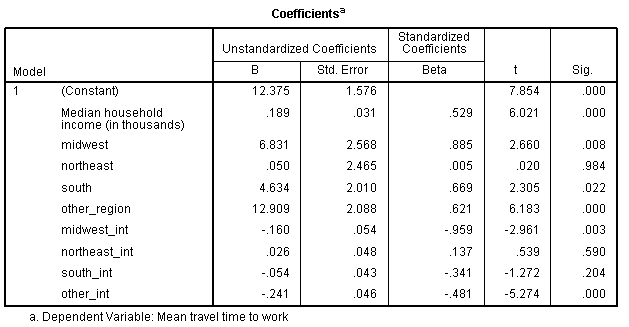 Coefficientsa
Unstandardized Coefficients Standardized Coefficients
Model B Std. Error Beta t Sig.
1 (Constant) 12.375 1.576 7.854 .000
Median household income (in thousands) .189 .031 .529 6.021 .000
midwest 6.831 2.568 .885 2.660 .008
northeast .050 2.465 .005 .020 .984
south 4.634 2.010 .669 2.305 .022
other_region 12.909 2.088 .621 6.183 .000
midwest_int -.160 .054 -.959 -2.961 .003
northeast_int .026 .048 .137 .539 .590
south_int -.054 .043 -.341 -1.272 .204
other_int -.241 .046 -.481 -5.274 .000
a. Dependent Variable: Mean travel time to work